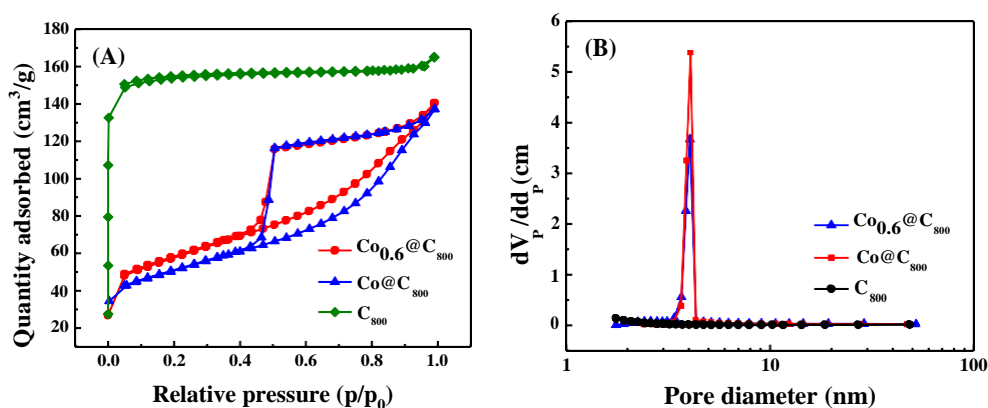 (A)
Quantity adsorbed (cm³/g)
180
160
140
120
100
80
60
40
20
0.0 0.2 0.4 0.6 0.8 1.0
Relative pressure (p/p₀)
Co₀.₆@C₈₀₀
Co@C₈₀₀
C₈₀₀
(B)
dV_P/dd_P (cm
6
5
4
3
2
1
0
1 10 100
Pore diameter (nm)
Co₀.₆@C₈₀₀
Co@C₈₀₀
C₈₀₀